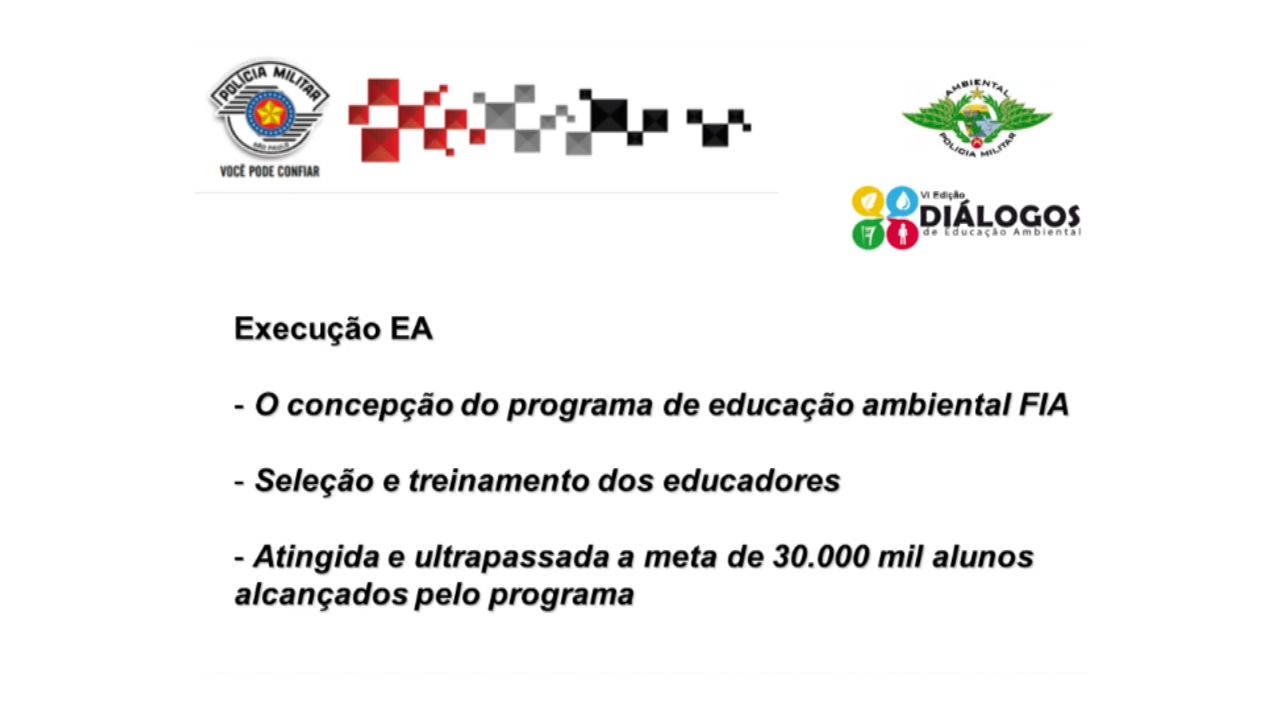 POLÍCIA MILITAR
SÃO PAULO
VOCÊ PODE CONFIAR
AMBIENTAL
POLÍCIA MILITAR
VI Edição
DIÁLOGOS
de Educação Ambiental
Execução EA
- O concepção do programa de educação ambiental FIA
- Seleção e treinamento dos educadores
- Atingida e ultrapassada a meta de 30.000 mil alunos
alcançados pelo programa